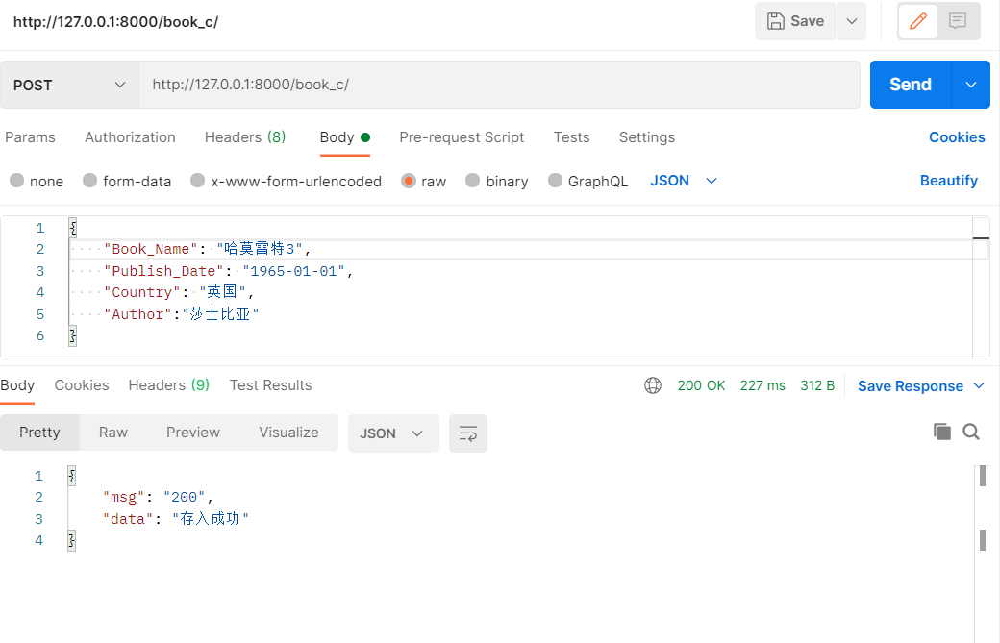 http://127.0.0.1:8000/book_c/
Save
POST
http://127.0.0.1:8000/book_c/
Send
Params Authorization Headers (8) Body Pre-request Script Tests Settings Cookies
none form-data x-www-form-urlencoded raw binary GraphQL JSON Beautify
1 {
2 "Book_Name": "哈莫雷特3",
3 "Publish_Date": "1965-01-01",
4 "Country": "英国",
5 "Author":"莎士比亚"
6 }
Body Cookies Headers (9) Test Results 200 OK 227 ms 312 B Save Response
Pretty Raw Preview Visualize JSON
1 {
2 "msg": "200",
3 "data": "存入成功"
4 }